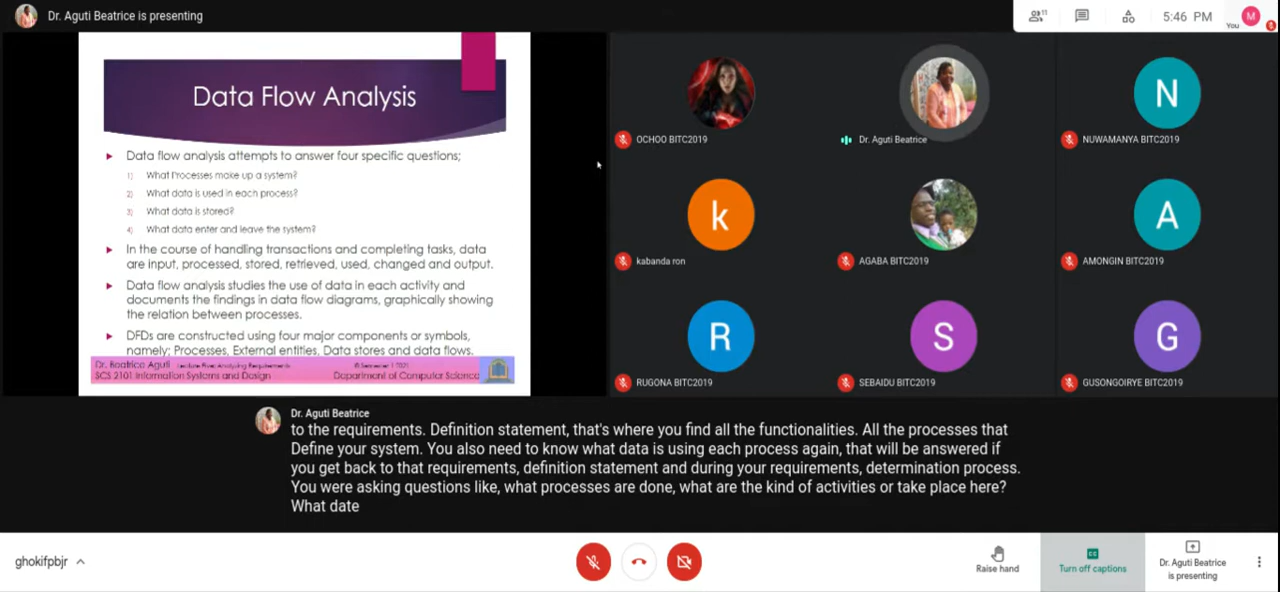 Dr. Aguti Beatrice is presenting
11
5:46 PM
M
You
Data Flow Analysis
Data flow analysis attempts to answer four specific questions;
1) What Processes make up a system?
2) What data is used in each process?
3) What data is stored?
4) What data enter and leave the system?
In the course of handling transactions and completing tasks, data
are input, processed, stored, retrieved, used, changed and output.
Data flow analysis studies the use of data in each activity and
documents the findings in data flow diagrams, graphically showing
the relation between processes.
DFDs are constructed using four major components or symbols,
namely; Processes, External entities, Data stores and data flows.
Dr. Beatrice Aguti Lecture Five: Analyzing Requirements © Semester 1 2021
SCS 2101 Information Systems and Design Department of Computer Science
OCHOO BITC2019
Dr. Aguti Beatrice
N
NUWAMANYA BITC2019
k
kabanda ron
AGABA BITC2019
A
AMONGIN BITC2019
R
RUGONA BITC2019
S
SEBAIDU BITC2019
G
GUSONGOIRYE BITC2019
Dr. Aguti Beatrice
to the requirements. Definition statement, that's where you find all the functionalities. All the processes that
Define your system. You also need to know what data is using each process again, that will be answered if
you get back to that requirements, definition statement and during your requirements, determination process.
You were asking questions like, what processes are done, what are the kind of activities or take place here?
What date
ghokifpbjr
Raise hand
CC
Turn off captions
Dr. Aguti Beatrice
is presenting